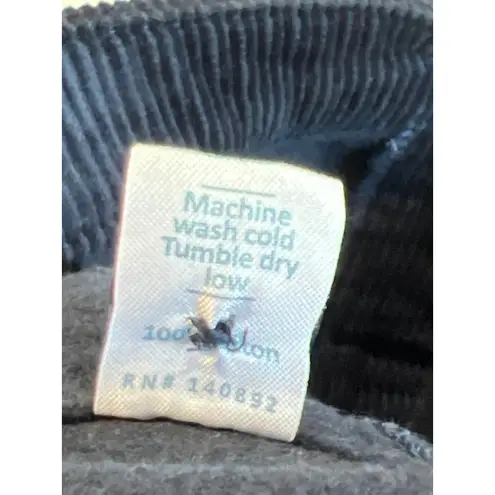 Machine
wash cold
Tumble dry
low
RN# 140892